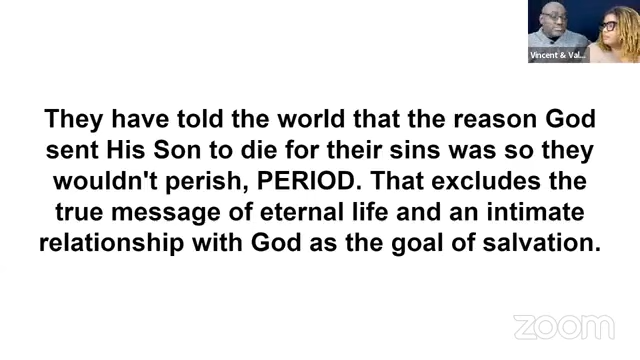 Vincent & Val...
They have told the world that the reason God
sent His Son to die for their sins was so they
wouldn't perish, PERIOD. That excludes the
true message of eternal life and an intimate
relationship with God as the goal of salvation.
zoom